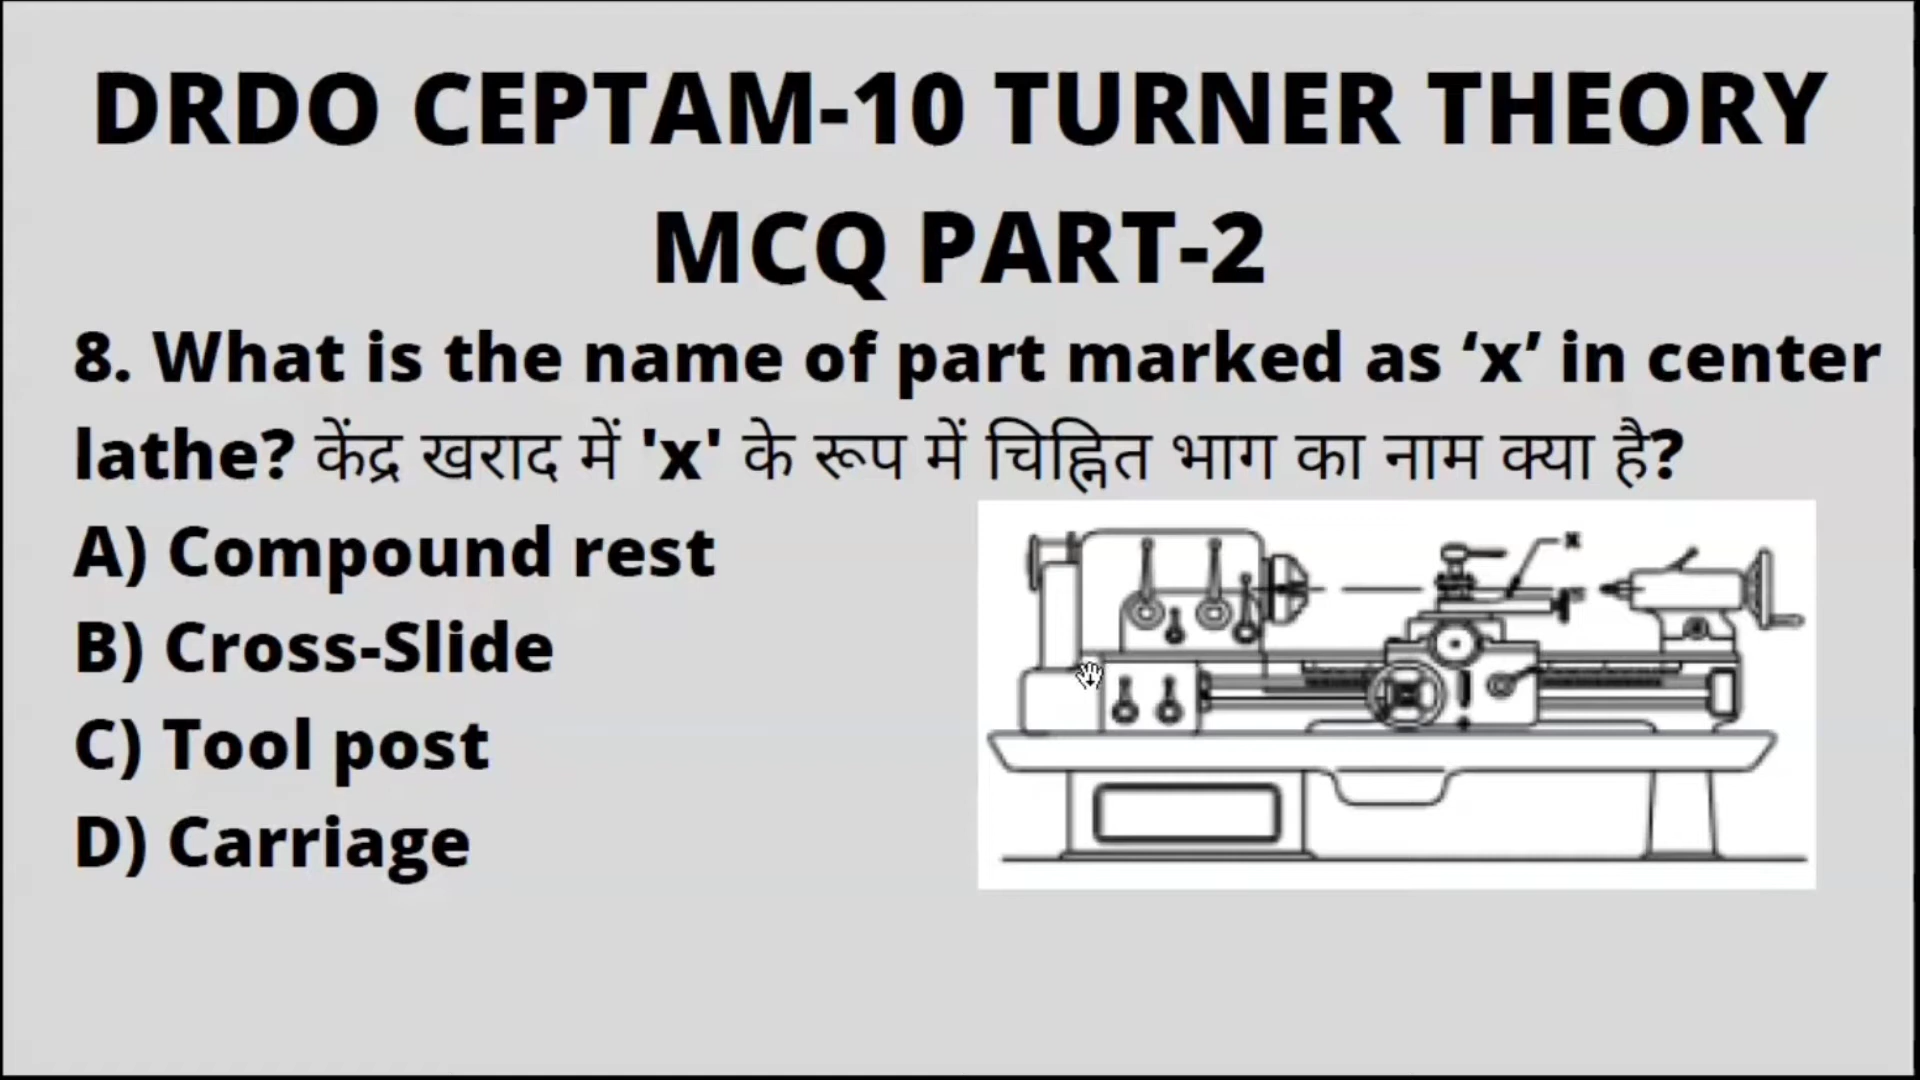 DRDO CEPTAM-10 TURNER THEORY
MCQ PART-2
8. What is the name of part marked as ‘x’ in center
lathe? केंद्र खराद में 'x' के रूप में चिह्नित भाग का नाम क्या है?
A) Compound rest
B) Cross-Slide
C) Tool post
D) Carriage
x